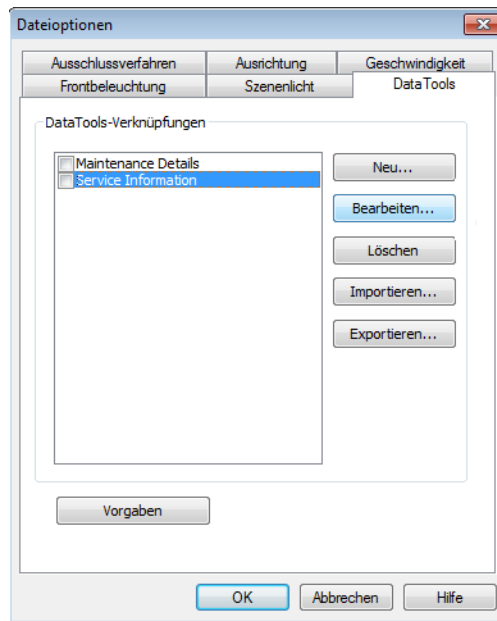 Dateioptionen
Ausschlussverfahren Ausrichtung Geschwindigkeit
Frontbeleuchtung Szenenlicht DataTools
DataTools-Verknüpfungen
Maintenance Details
Service Information
Neu...
Bearbeiten...
Löschen
Importieren...
Exportieren...
Vorgaben
OK Abbrechen Hilfe